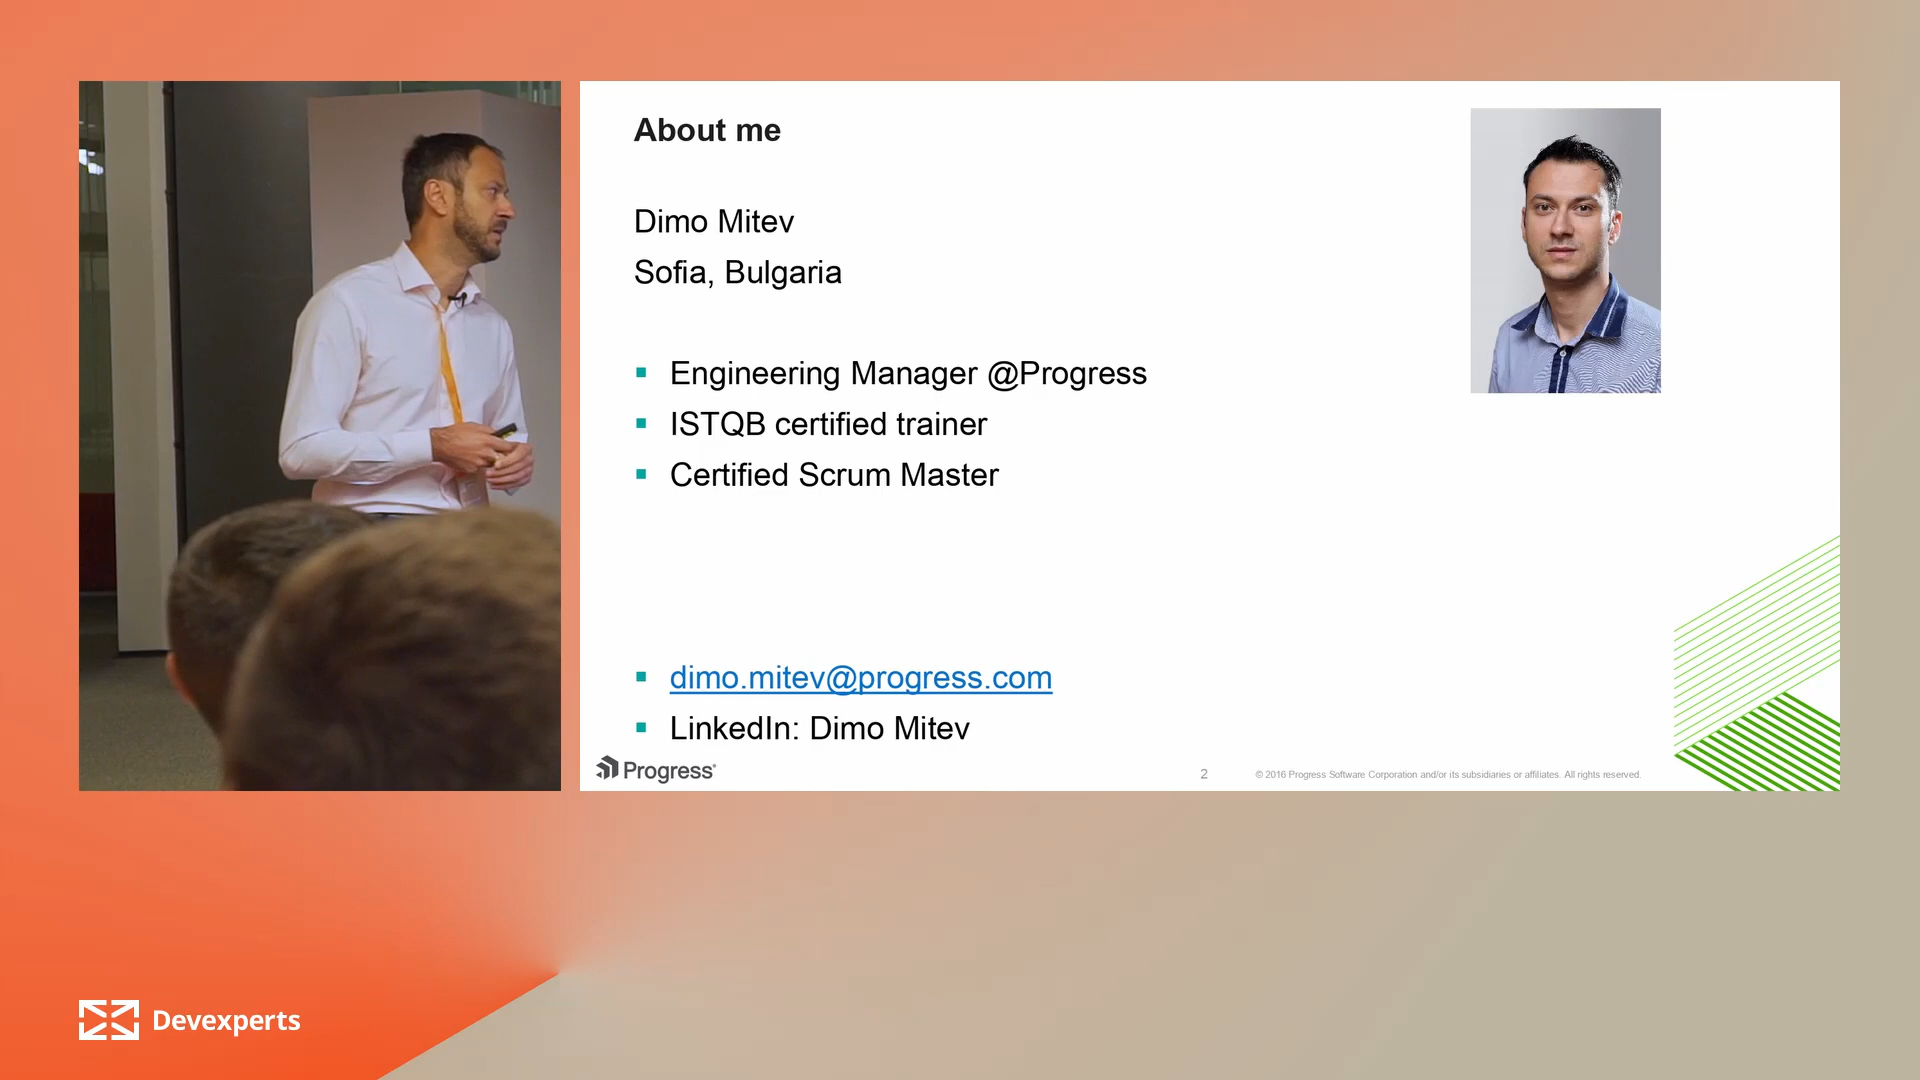 About me
Dimo Mitev
Sofia, Bulgaria
Engineering Manager @Progress
ISTQB certified trainer
Certified Scrum Master
dimo.mitev@progress.com
LinkedIn: Dimo Mitev
Progress®
2
© 2016 Progress Software Corporation and/or its subsidiaries or affiliates. All rights reserved.
Devexperts